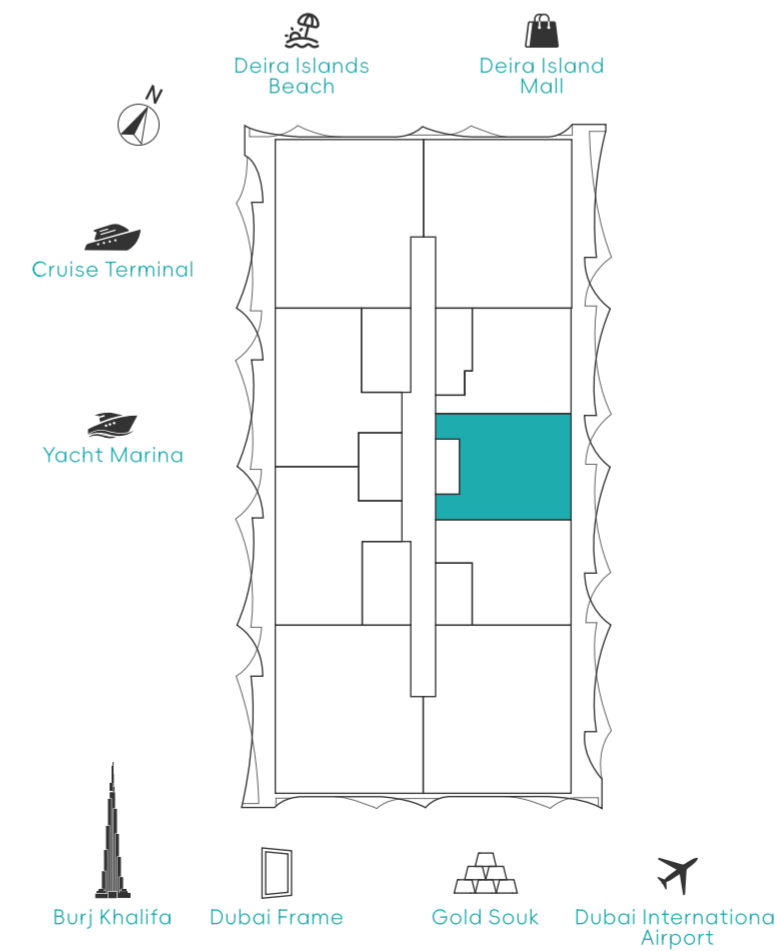 Deira Islands
Beach
Deira Island
Mall
N
Cruise Terminal
Yacht Marina
Burj Khalifa
Dubai Frame
Gold Souk
Dubai Internationa
Airport